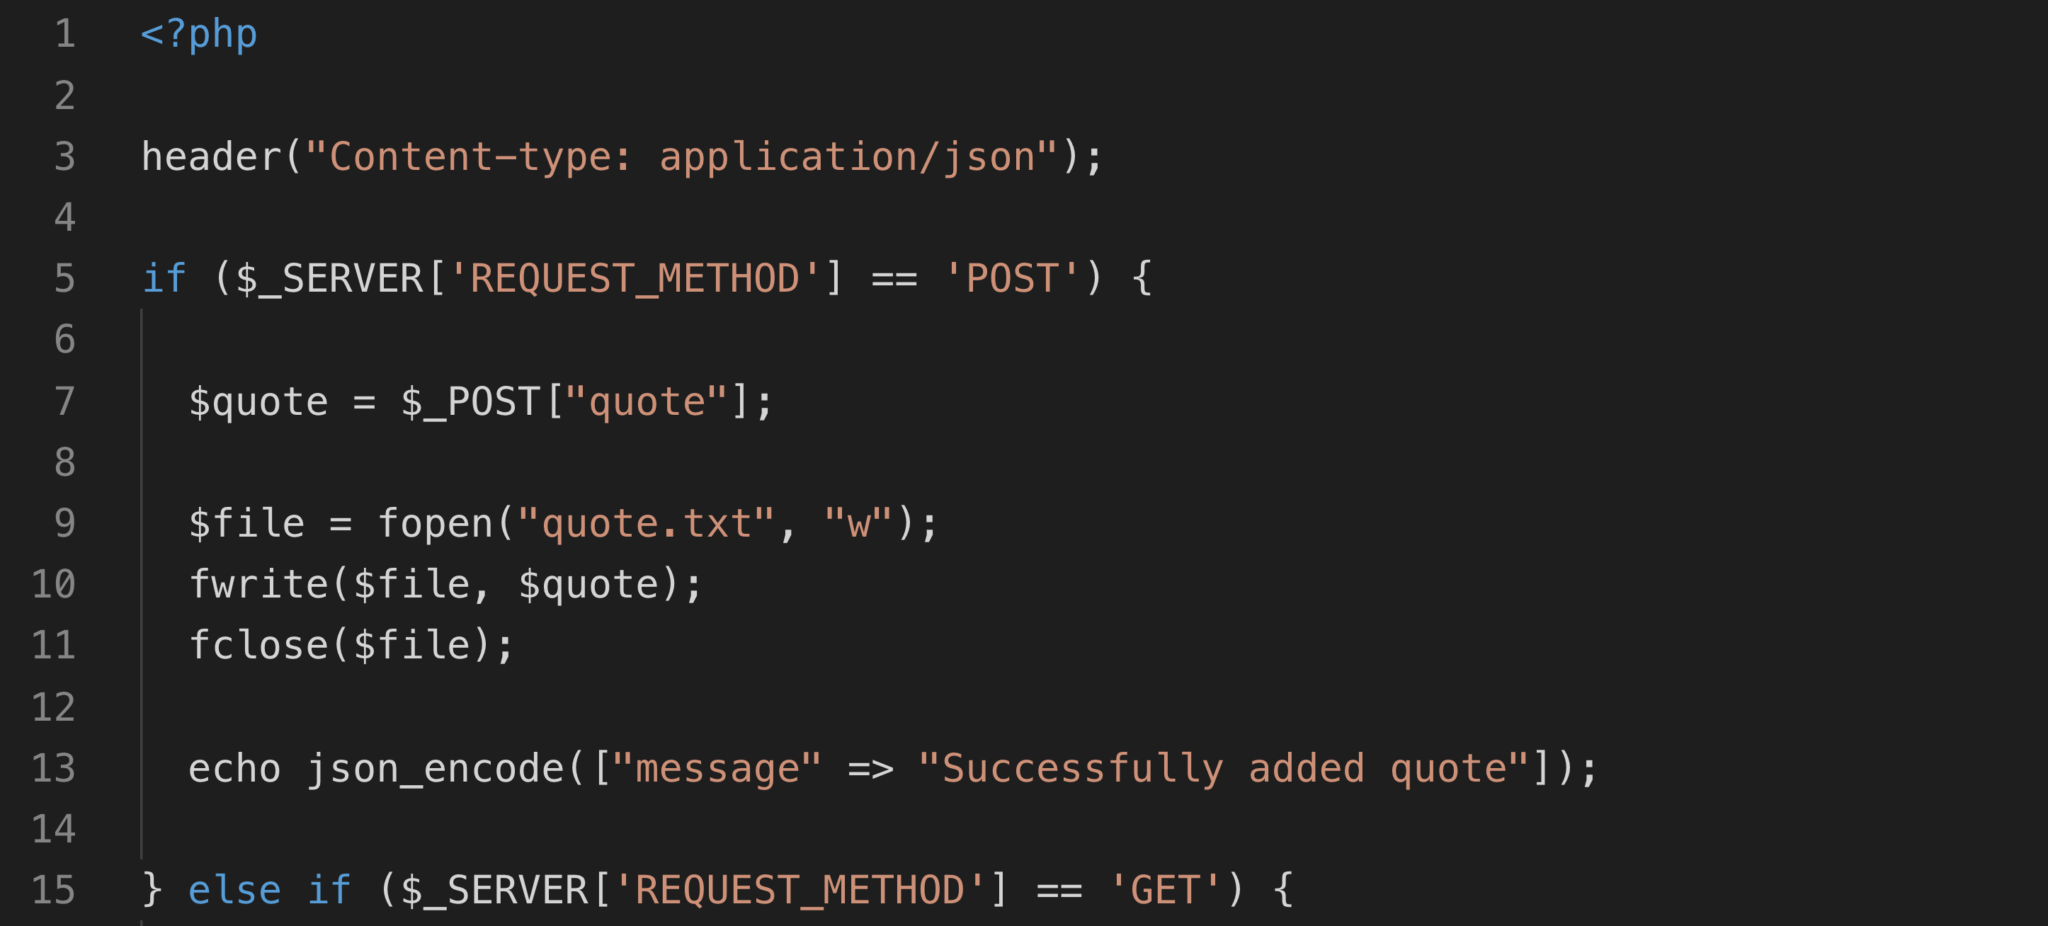 1 <?php
2
3 header("Content-type: application/json");
4
5 if ($_SERVER['REQUEST_METHOD'] == 'POST') {
6
7 $quote = $_POST["quote"];
8
9 $file = fopen("quote.txt", "w");
10 fwrite($file, $quote);
11 fclose($file);
12
13 echo json_encode(["message" => "Successfully added quote"]);
14
15 } else if ($_SERVER['REQUEST_METHOD'] == 'GET') {